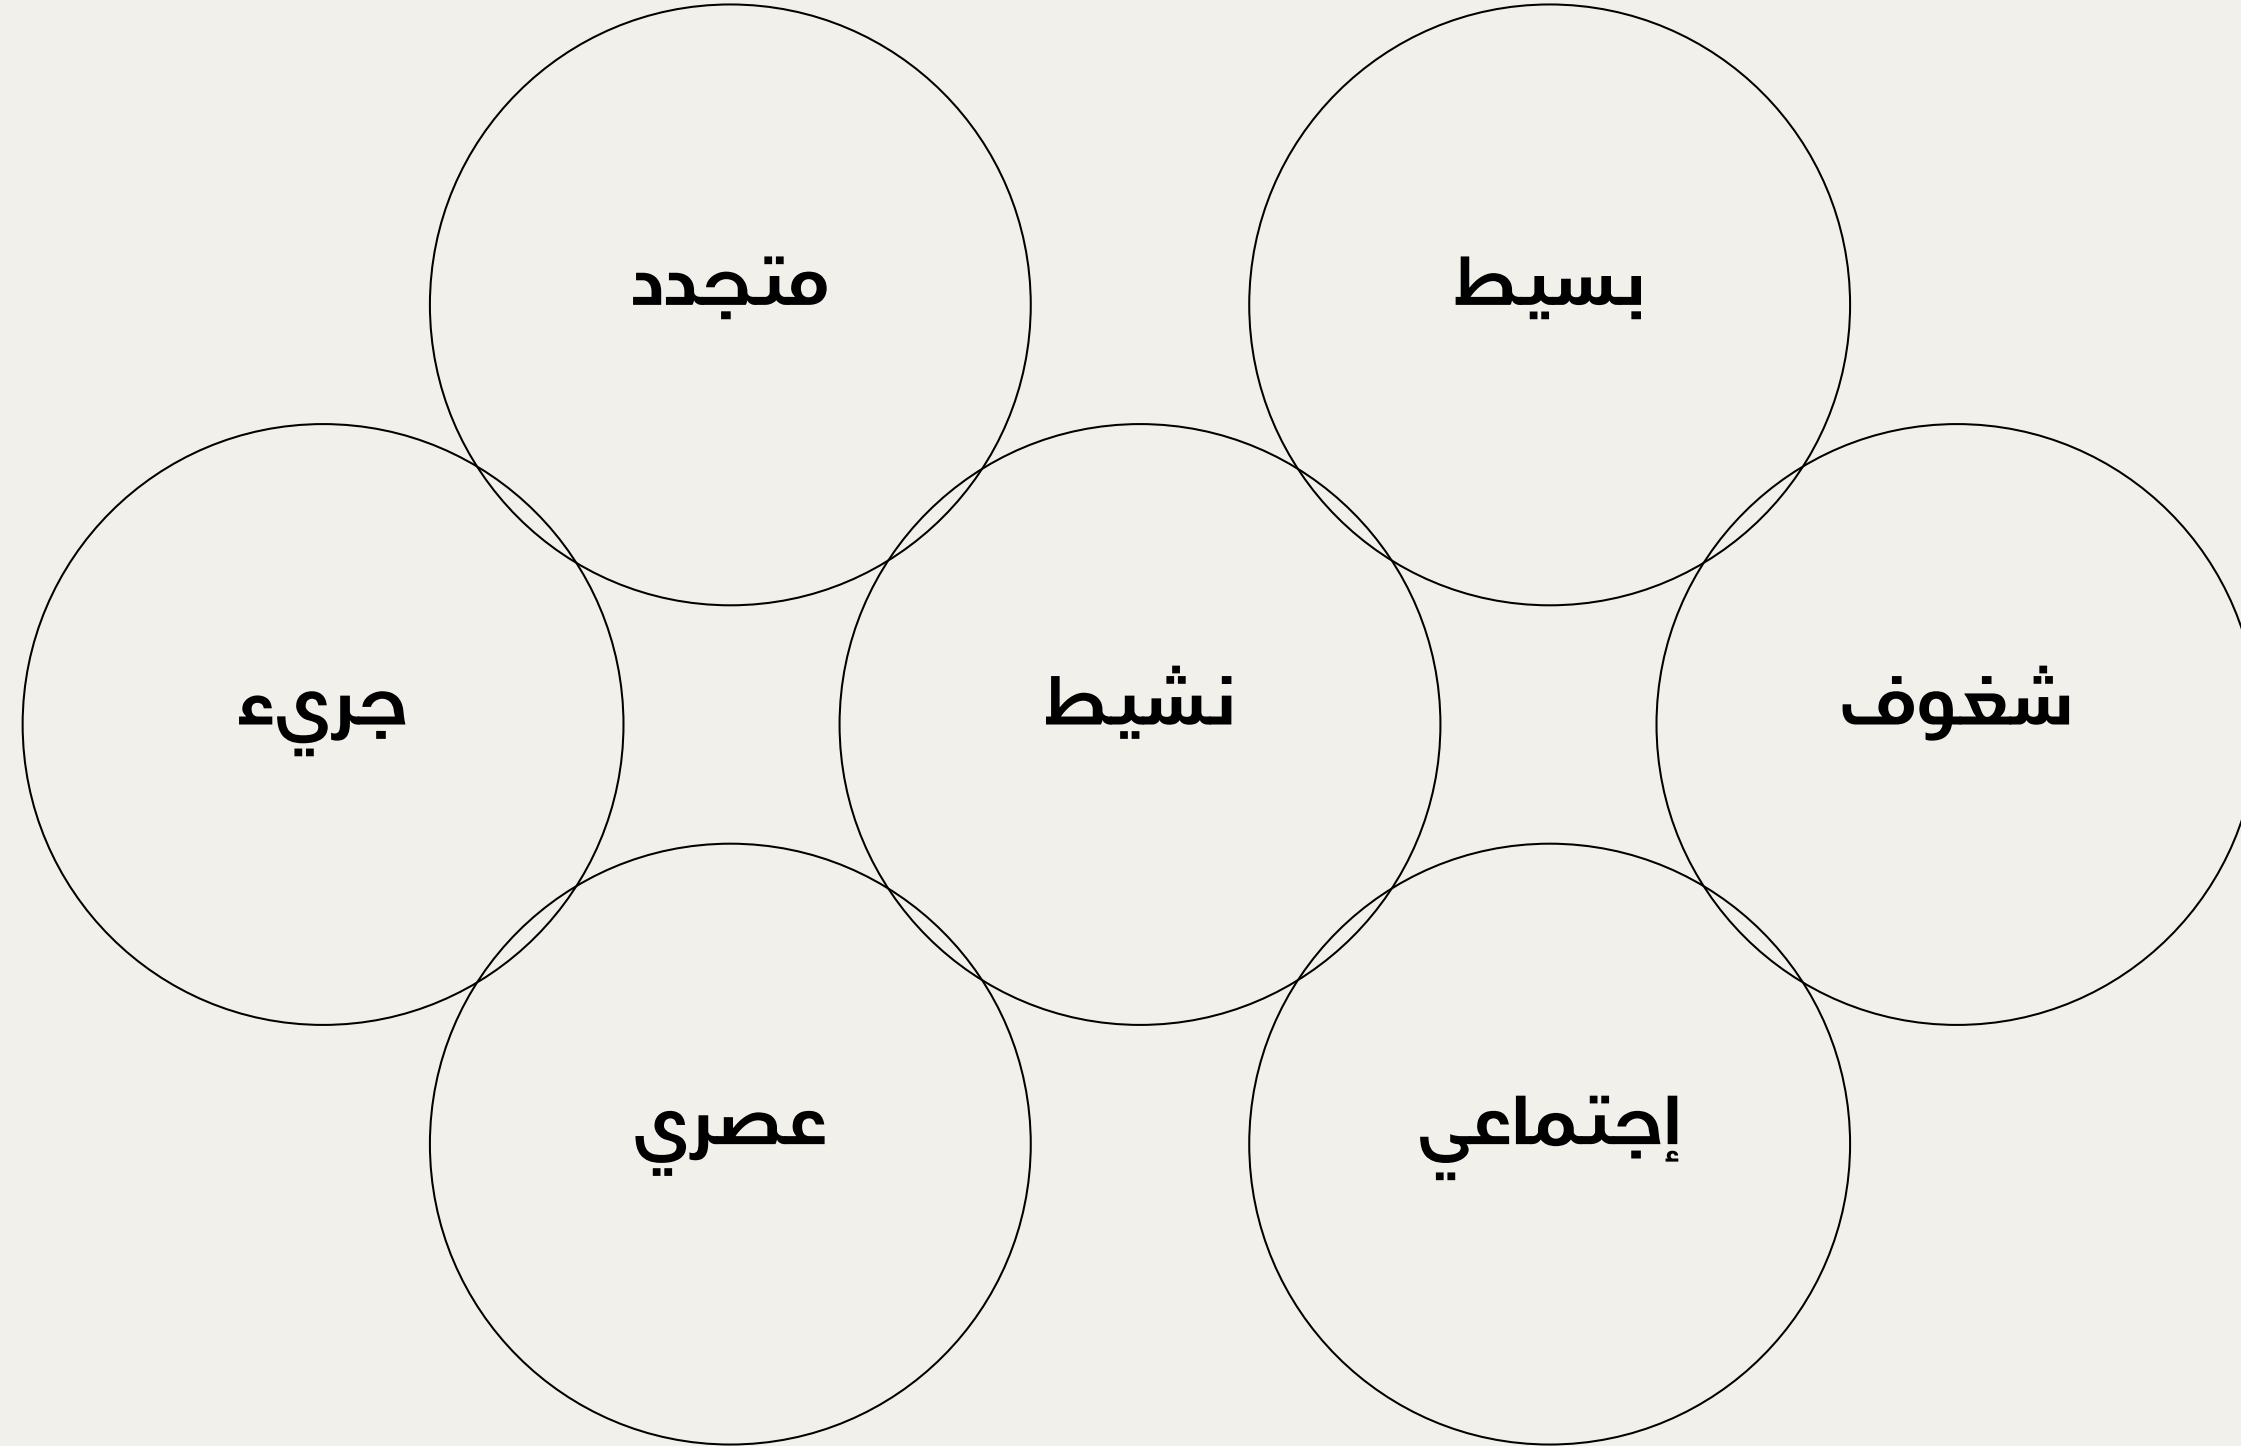 بسيط
متجدد
شغوف
نشيط
جريء
إجتماعي
عصري